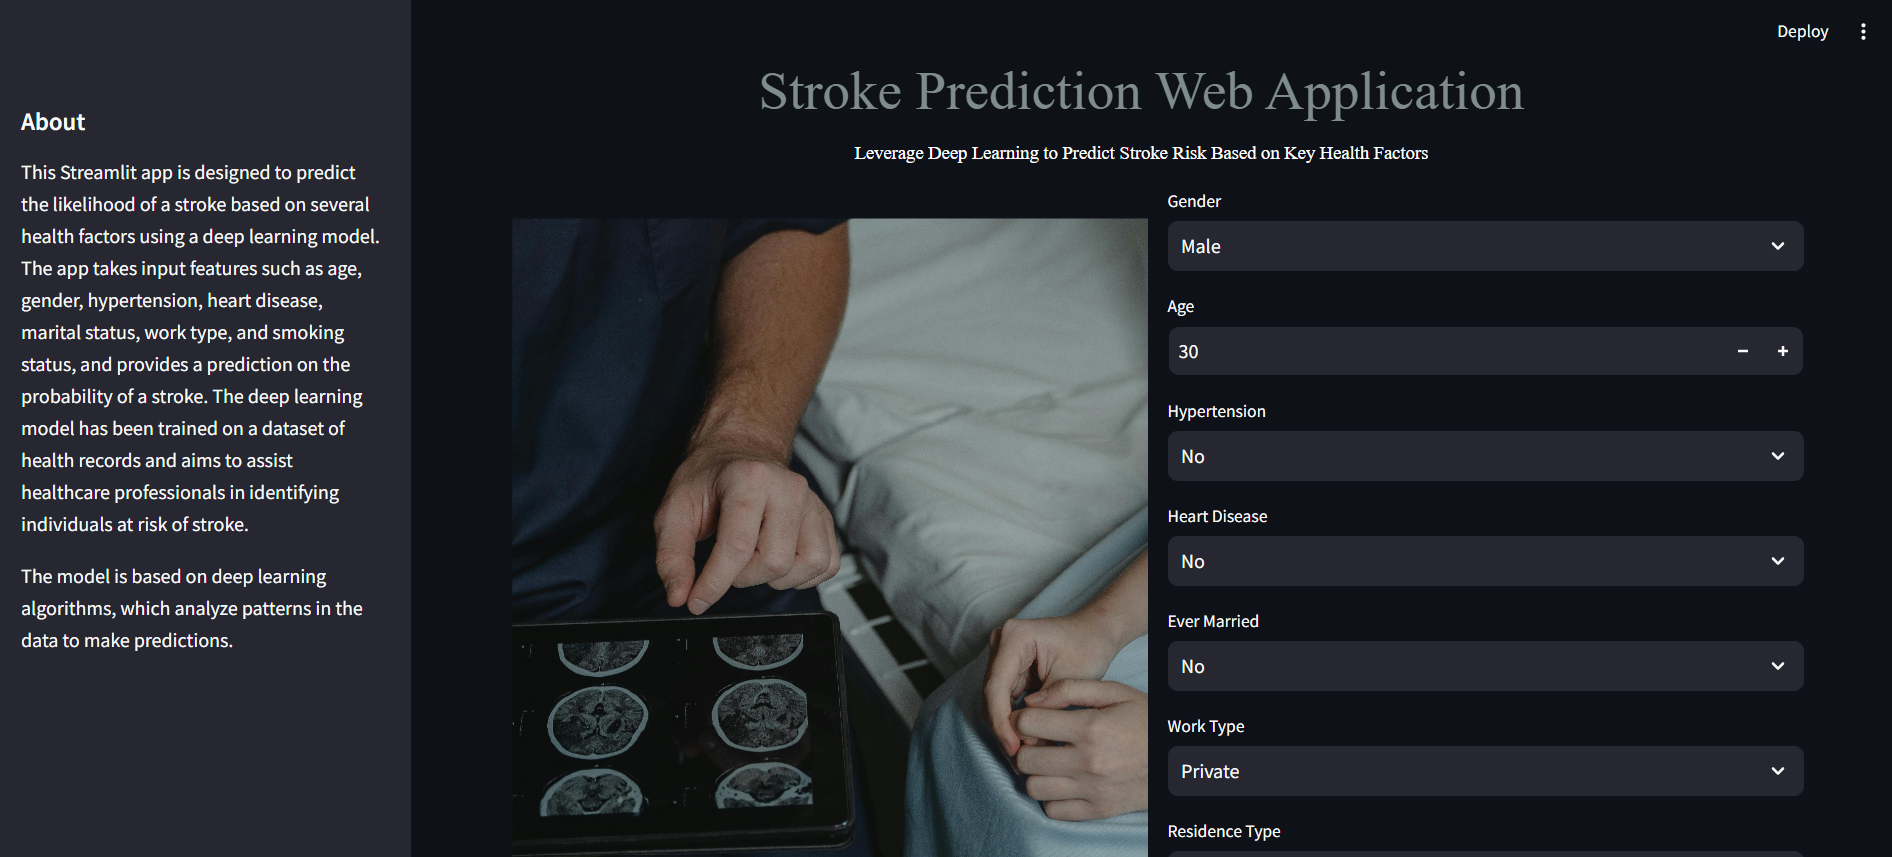 Deploy
About
This Streamlit app is designed to predict
the likelihood of a stroke based on several
health factors using a deep learning model.
The app takes input features such as age,
gender, hypertension, heart disease,
marital status, work type, and smoking
status, and provides a prediction on the
probability of a stroke. The deep learning
model has been trained on a dataset of
health records and aims to assist
healthcare professionals in identifying
individuals at risk of stroke.
The model is based on deep learning
algorithms, which analyze patterns in the
data to make predictions.
Stroke Prediction Web Application
Leverage Deep Learning to Predict Stroke Risk Based on Key Health Factors
Gender
Male
Age
30
Hypertension
No
Heart Disease
No
Ever Married
No
Work Type
Private
Residence Type